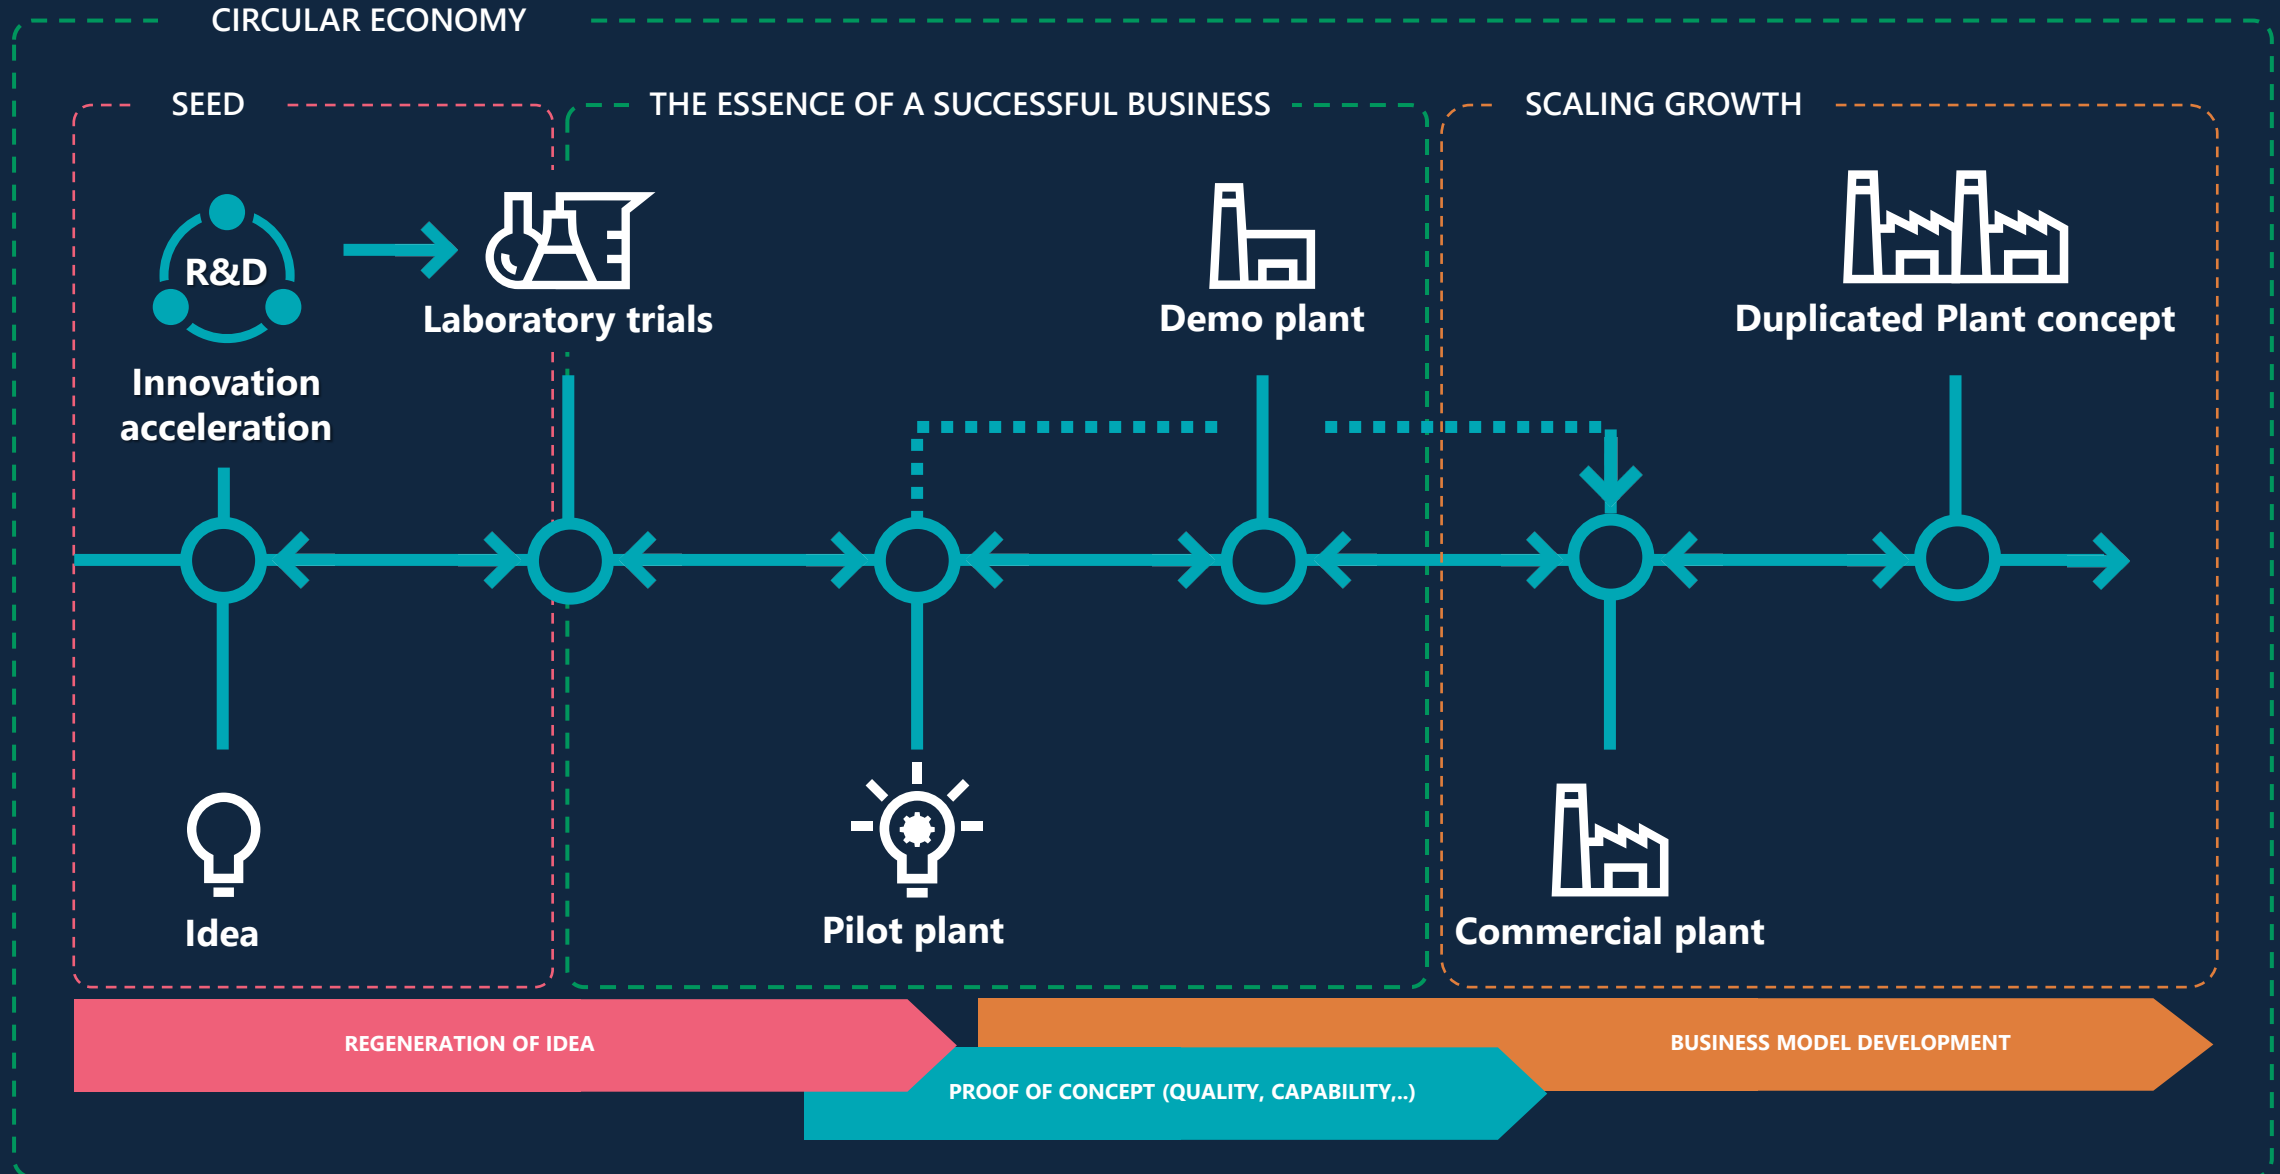 CIRCULAR ECONOMY
SEED
THE ESSENCE OF A SUCCESSFUL BUSINESS
SCALING GROWTH
R&D
Innovation
acceleration
Laboratory trials
Demo plant
Duplicated Plant concept
Idea
Pilot plant
Commercial plant
REGENERATION OF IDEA
BUSINESS MODEL DEVELOPMENT
PROOF OF CONCEPT (QUALITY, CAPABILITY,..)